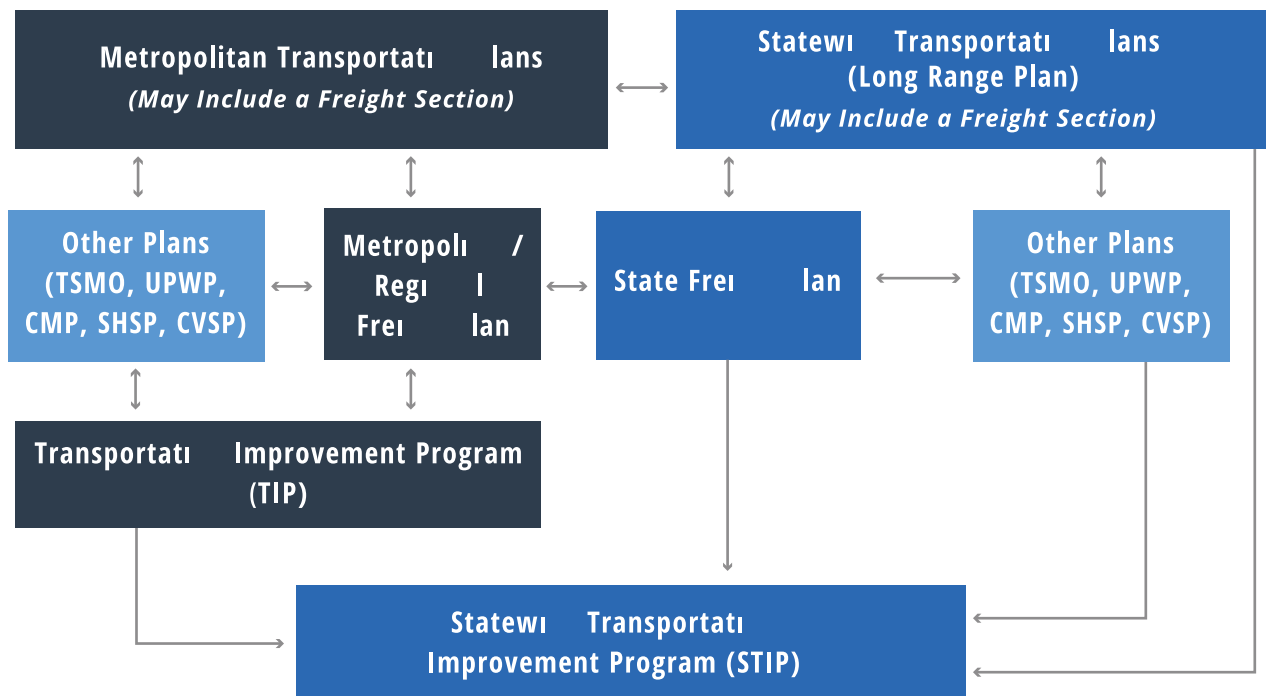 Metropolitan Transportatı lans
(May Include a Freight Section)
Statewı Transportatı lans
(Long Range Plan)
(May Include a Freight Section)
Other Plans
(TSMO, UPWP,
CMP, SHSP, CVSP)
Metropolı /
Regı l
Freı lan
State Freı lan
Other Plans
(TSMO, UPWP,
CMP, SHSP, CVSP)
Transportatı Improvement Program
(TIP)
Statewı Transportatı
Improvement Program (STIP)